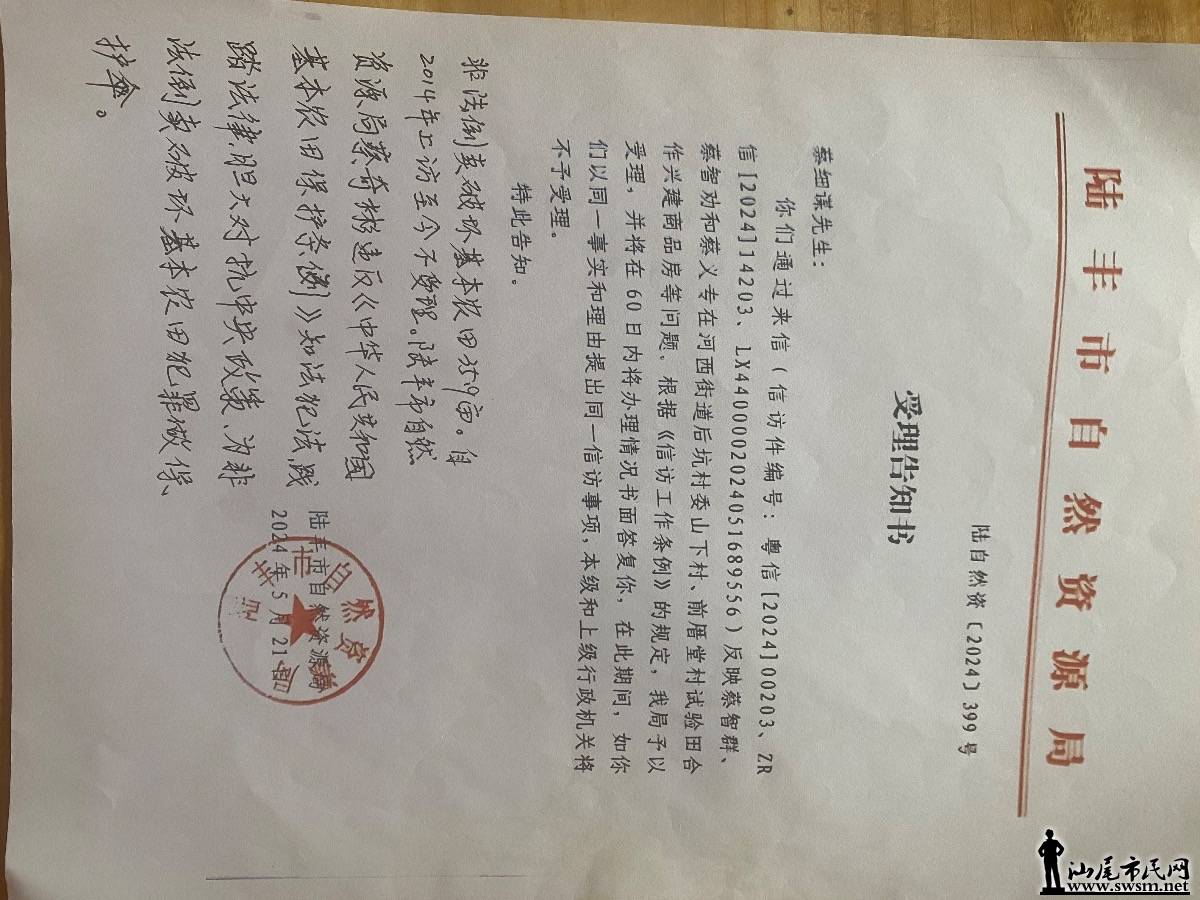 陆丰市自然资源局
陆自然资〔2024〕399号
受理告知书
蔡细谋先生：
你们通过来信（信访件编号：粤信[2024]00203、ZR
信[2024]14203、LX4400002024051689556）反映蔡智群、
蔡智劝和蔡义专在河西街道后坑村委山下村、前厝堂村试验田合
作兴建商品房等问题，根据《信访工作条例》的规定，我局予以
受理，并将在60日内将办理情况书面答复你，在此期间，如你
们以同一事实和理由提出同一信访事项，本级和上级行政机关将
不予受理。
特此告知。
陆丰市自然资源局
2024年5月21日
非法倒卖破坏基本农田359亩。自
2014年上访至今不受理。陆丰市自然
资源局蔡奇 违反《中华人民共和国
基本农田保护条例》知法犯法，践
踏法律，胆大对抗中央政策，为非
法倒卖破坏基本农田犯罪做保、
护伞。
汕尾市民网
www.swsm.net